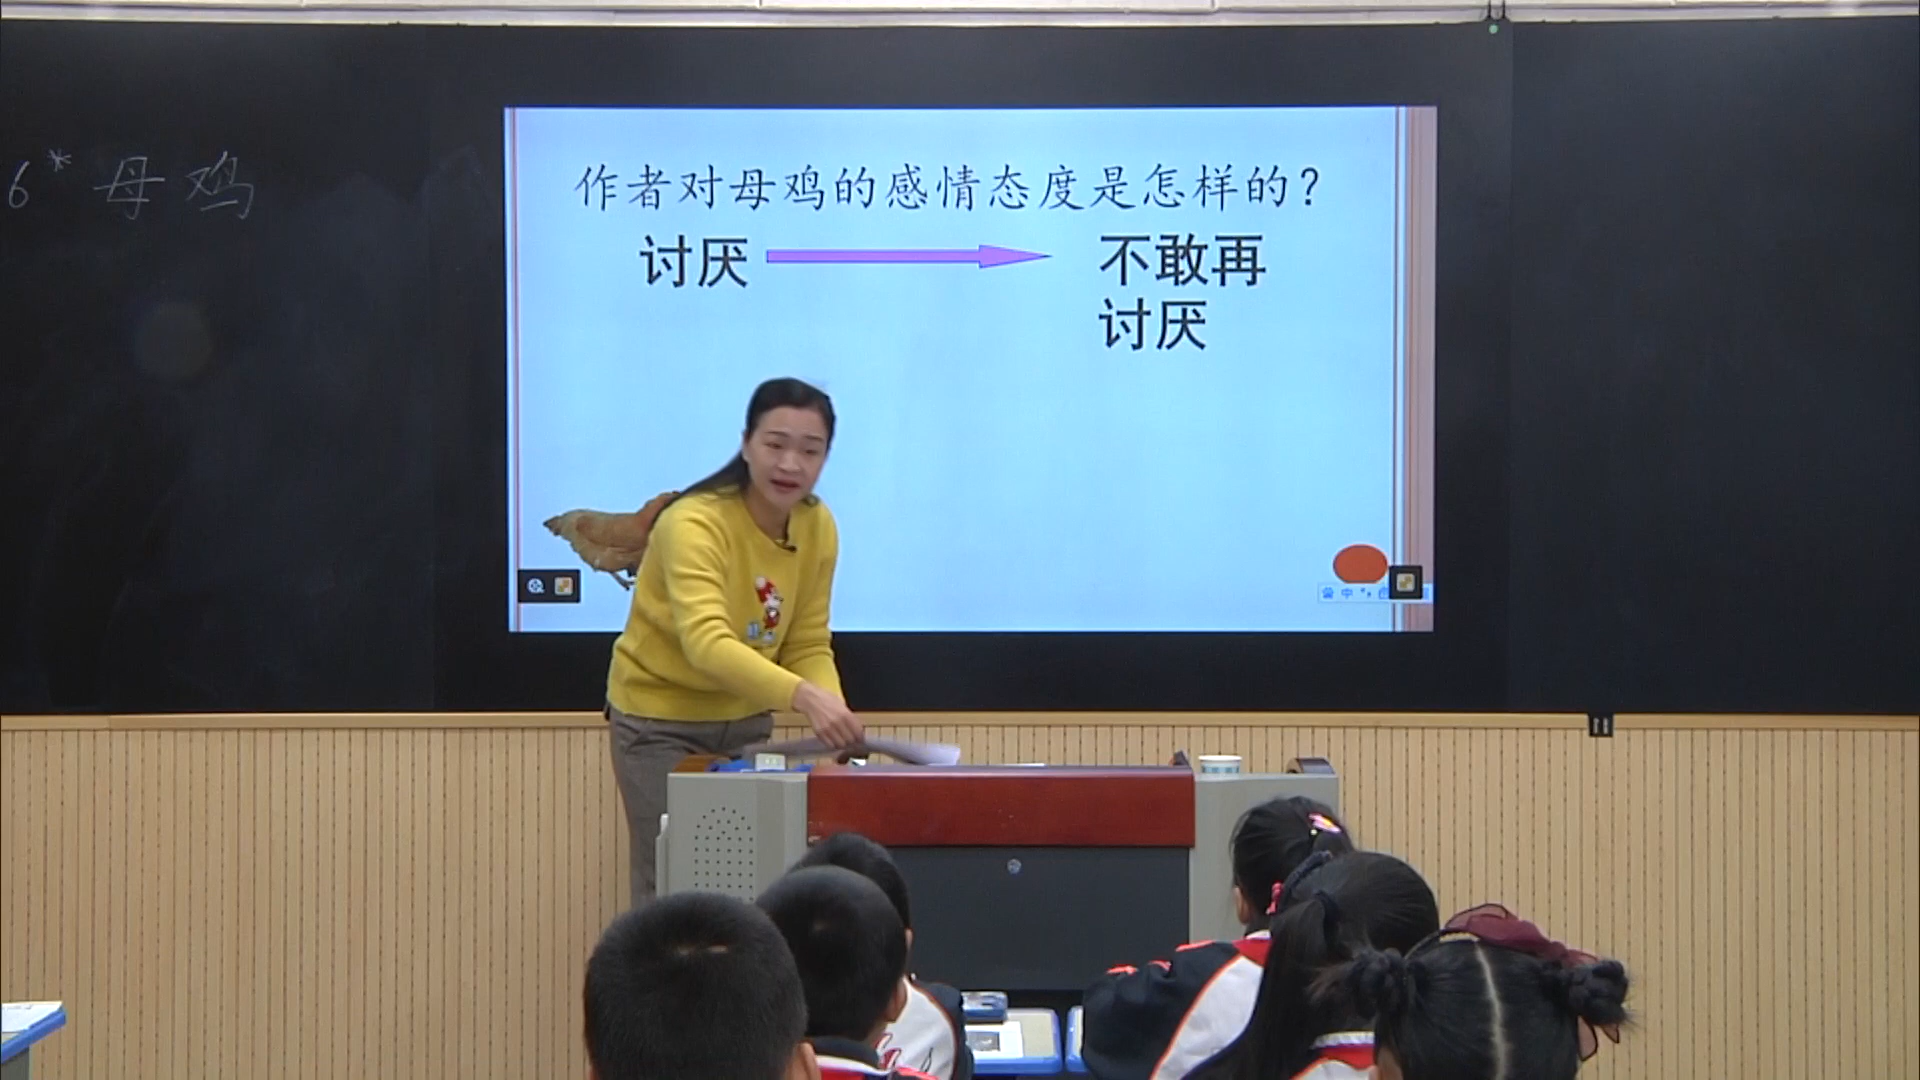 6* 母鸡
作者对母鸡的感情态度是怎样的？
讨厌
不敢再
讨厌
中